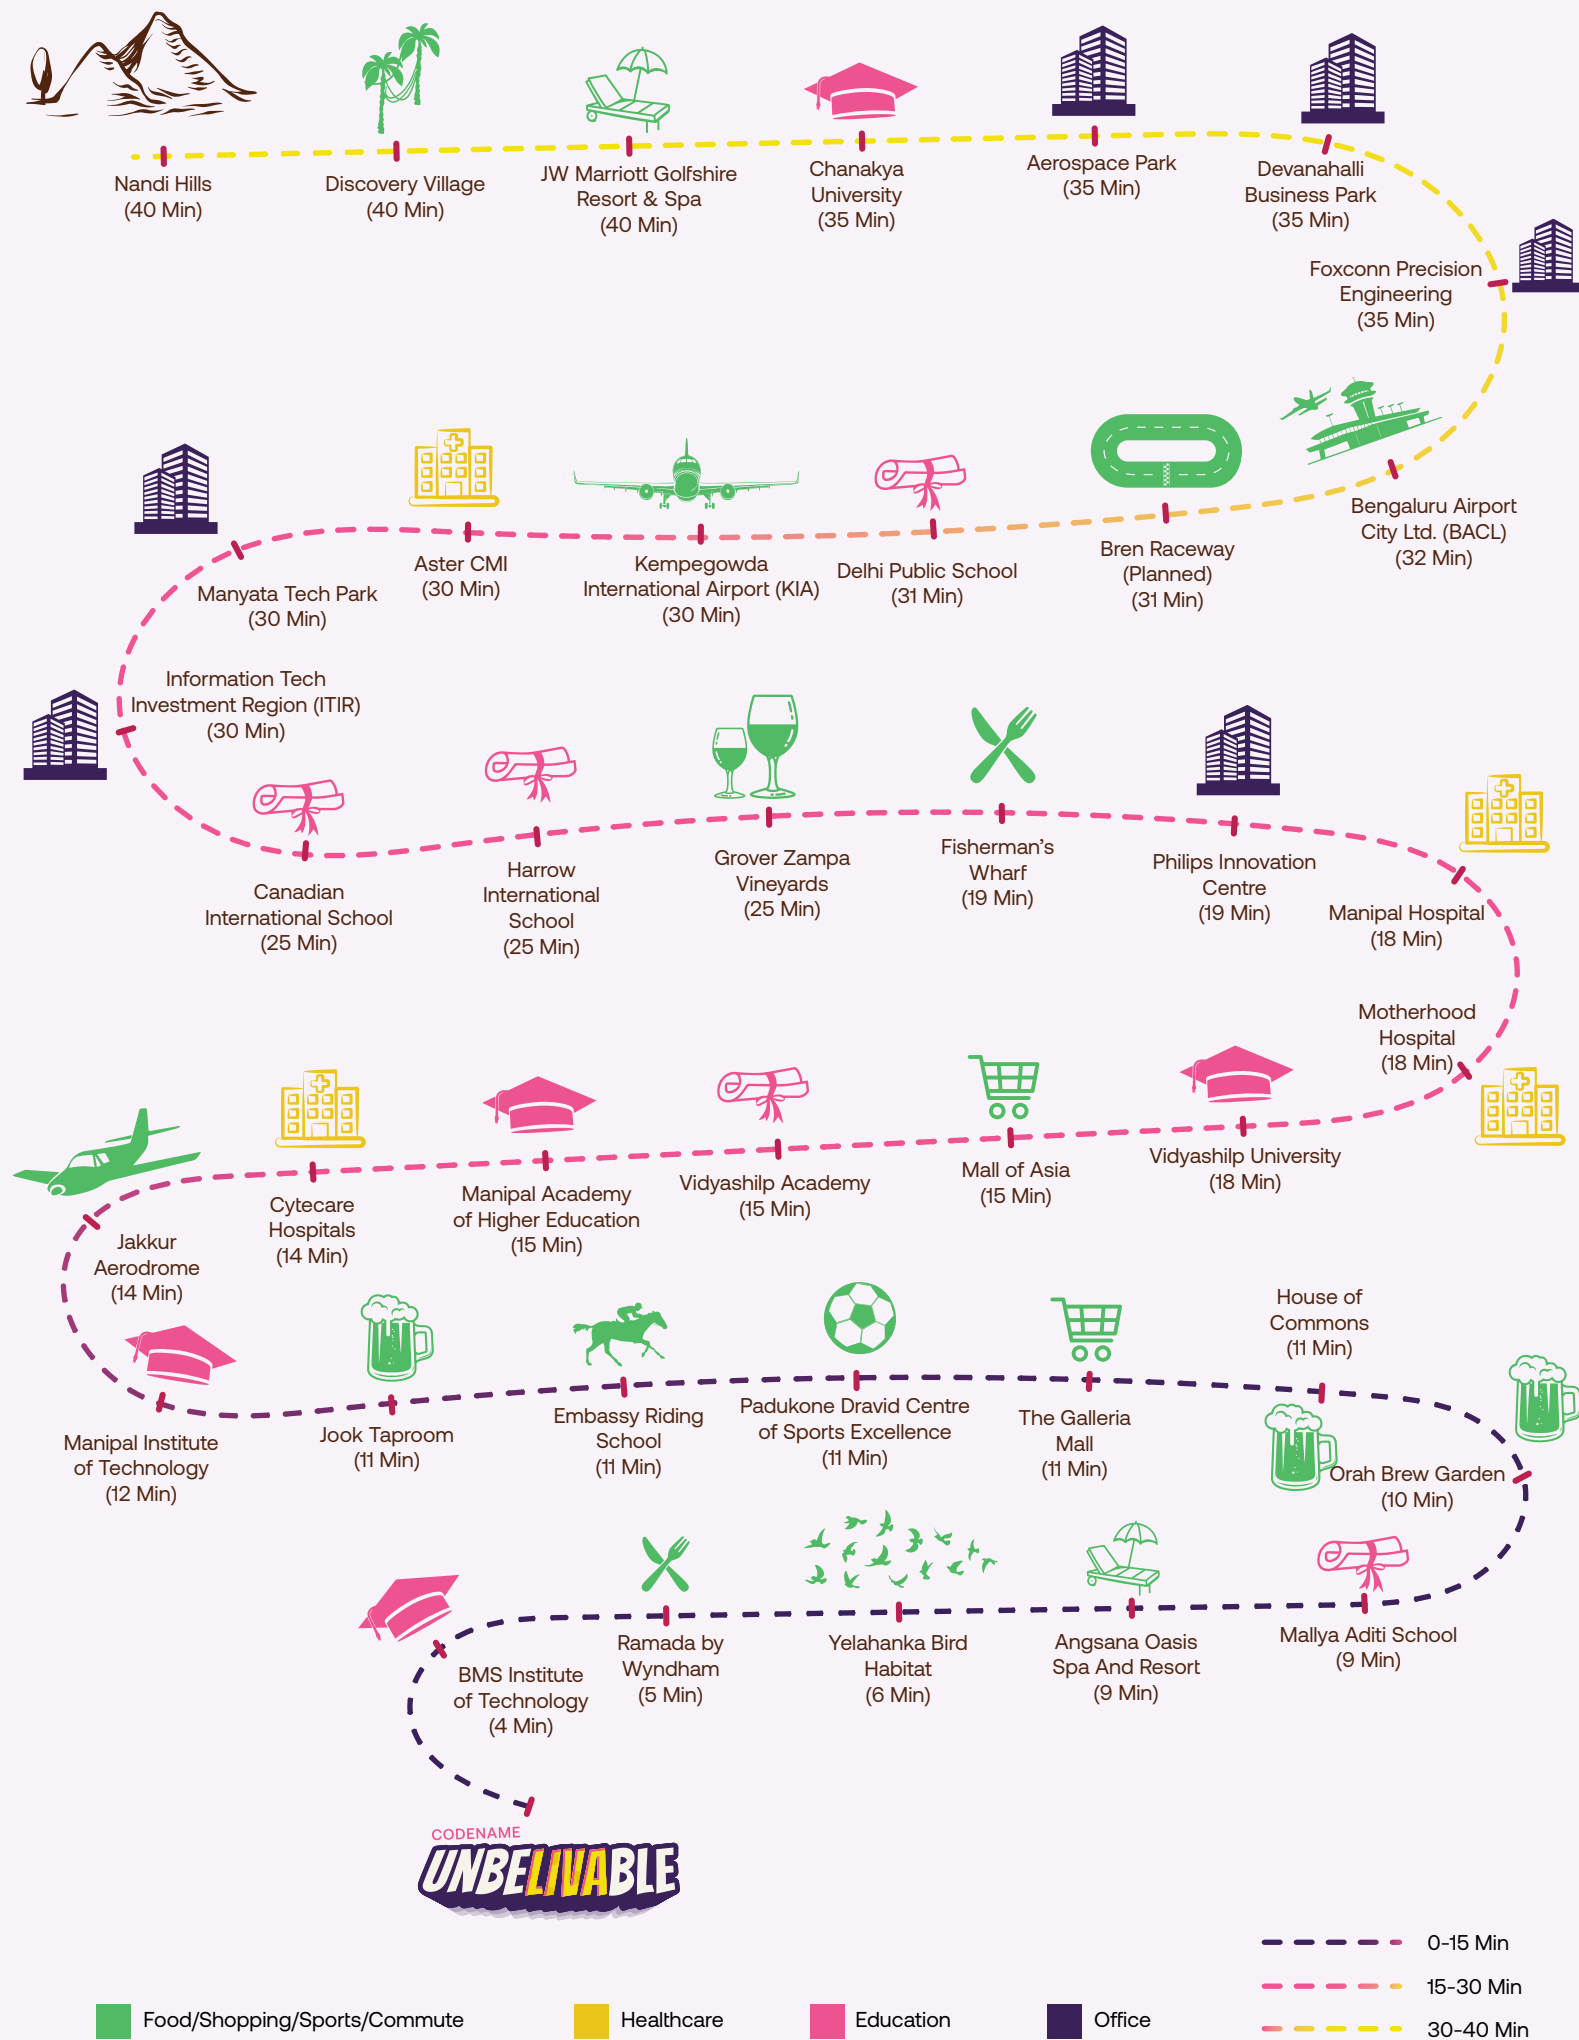 Nandi Hills
(40 Min)
Discovery Village
(40 Min)
JW Marriott Golfshire
Resort & Spa
(40 Min)
Chanakya
University
(35 Min)
Aerospace Park
(35 Min)
Devanahalli
Business Park
(35 Min)
Foxconn Precision
Engineering
(35 Min)
Bengaluru Airport
City Ltd. (BACL)
(32 Min)
Bren Raceway
(Planned)
(31 Min)
Delhi Public School
(31 Min)
Kempegowda
International Airport (KIA)
(30 Min)
Aster CMI
(30 Min)
Manyata Tech Park
(30 Min)
Information Tech
Investment Region (ITIR)
(30 Min)
Canadian
International School
(25 Min)
Harrow
International
School
(25 Min)
Grover Zampa
Vineyards
(25 Min)
Fisherman's
Wharf
(19 Min)
Philips Innovation
Centre
(19 Min)
Manipal Hospital
(18 Min)
Motherhood
Hospital
(18 Min)
Vidyashilp University
(18 Min)
Mall of Asia
(15 Min)
Vidyashilp Academy
(15 Min)
Manipal Academy
of Higher Education
(15 Min)
Cytecare
Hospitals
(14 Min)
Jakkur
Aerodrome
(14 Min)
Manipal Institute
of Technology
(12 Min)
Jook Taproom
(11 Min)
Embassy Riding
School
(11 Min)
Padukone Dravid Centre
of Sports Excellence
(11 Min)
The Galleria
Mall
(11 Min)
House of
Commons
(11 Min)
Orah Brew Garden
(10 Min)
Mallya Aditi School
(9 Min)
Angsana Oasis
Spa And Resort
(9 Min)
Yelahanka Bird
Habitat
(6 Min)
Ramada by
Wyndham
(5 Min)
BMS Institute
of Technology
(4 Min)
CODENAME
UNBELIVABLE
0-15 Min
15-30 Min
30-40 Min
Food/Shopping/Sports/Commute
Healthcare
Education
Office